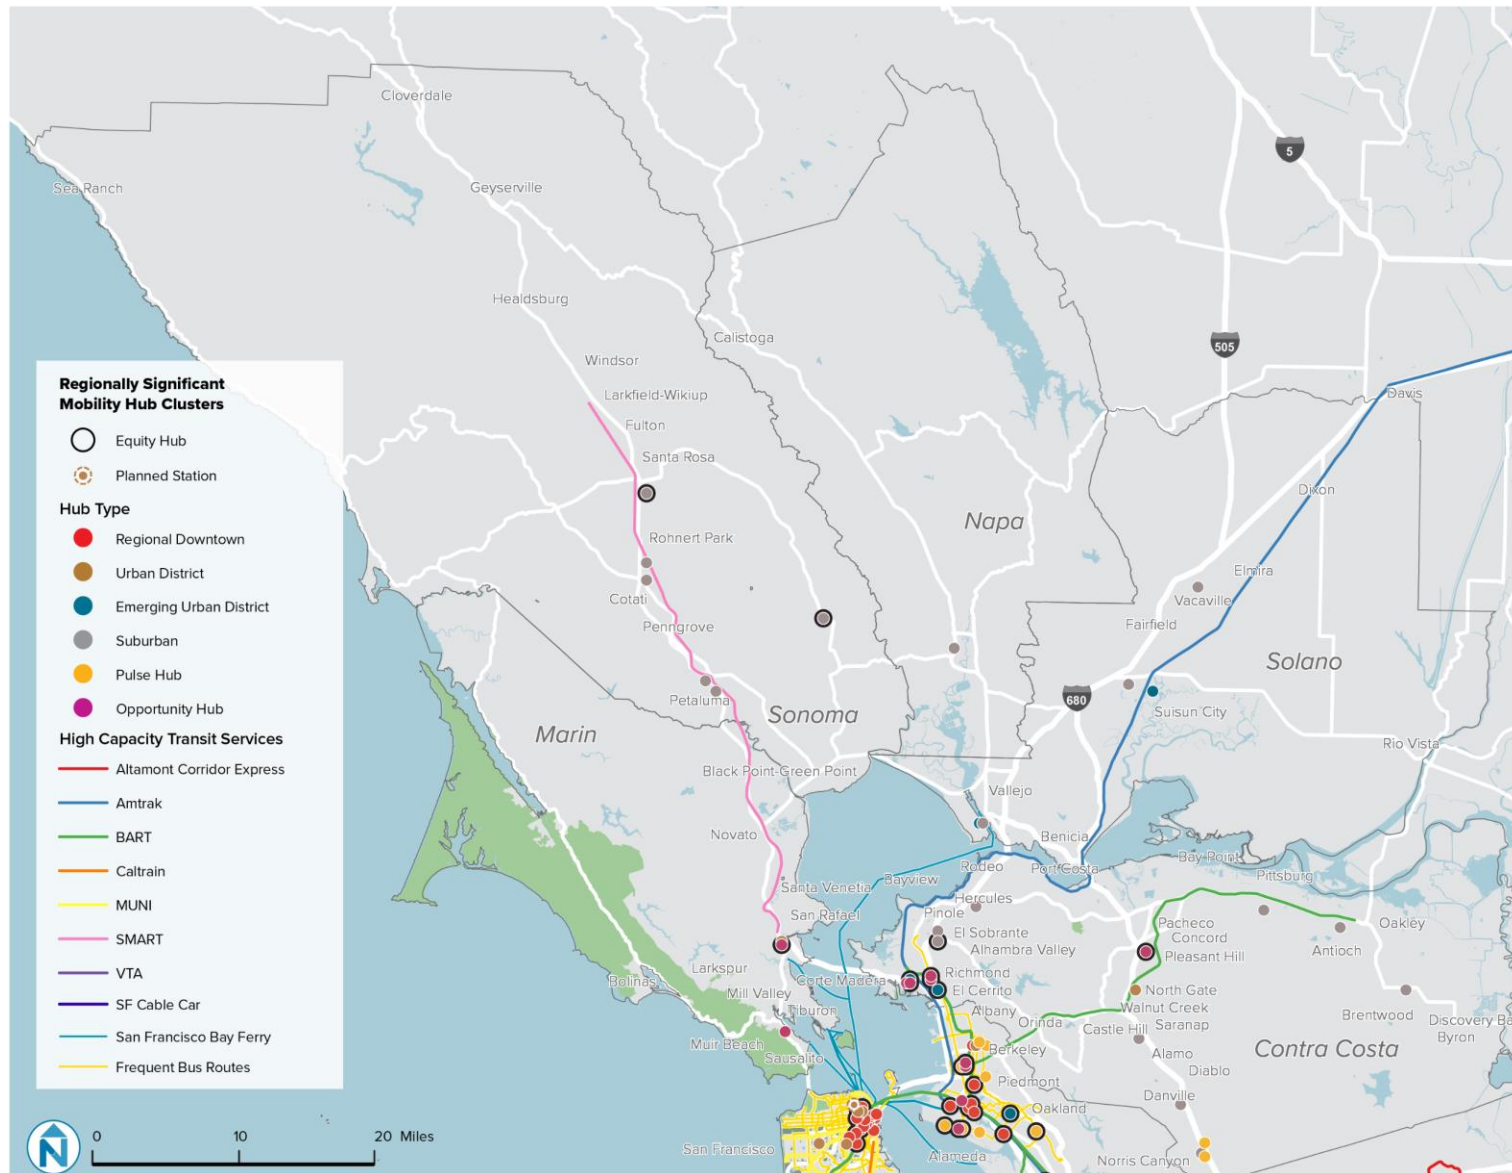 Cloverdale
5
Sea Ranch
Geyserville
Healdsburg
Calistoga
505
Windsor
Larkfield-Wikiup
Fulton
Santa Rosa
Davis
Dixon
Napa
Rohnert Park
Elmira
Vacaville
Cotati
Penngrove
Fairfield
Solano
Petaluma
680
Suisun City
Sonoma
Marin
Rio Vista
Black Point-Green Point
Vallejo
Novato
Benicia
Bay Point
Rodeo
Port Costa
Pittsburg
Santa Venetia
Bayview
Hercules
Pinole
San Rafael
El Sobrante
Alhambra Valley
Pacheco
Concord
Pleasant Hill
Oakley
Antioch
Larkspur
Corte Madera
Richmond
El Cerrito
Bolinas
Mill Valley
Tiburon
North Gate
Walnut Creek
Saranap
Albany
Orinda
Castle Hill
Brentwood
Discovery Ba
Byron
Muir Beach
Sausalito
Berkeley
Alamo
Contra Costa
Diablo
Piedmont
Danville
Oakland
San Francisco
Alameda
Norris Canyon
Regionally Significant
Mobility Hub Clusters
Equity Hub
Planned Station
Hub Type
Regional Downtown
Urban District
Emerging Urban District
Suburban
Pulse Hub
Opportunity Hub
High Capacity Transit Services
Altamont Corridor Express
Amtrak
BART
Caltrain
MUNI
SMART
VTA
SF Cable Car
San Francisco Bay Ferry
Frequent Bus Routes
N
0 10 20 Miles